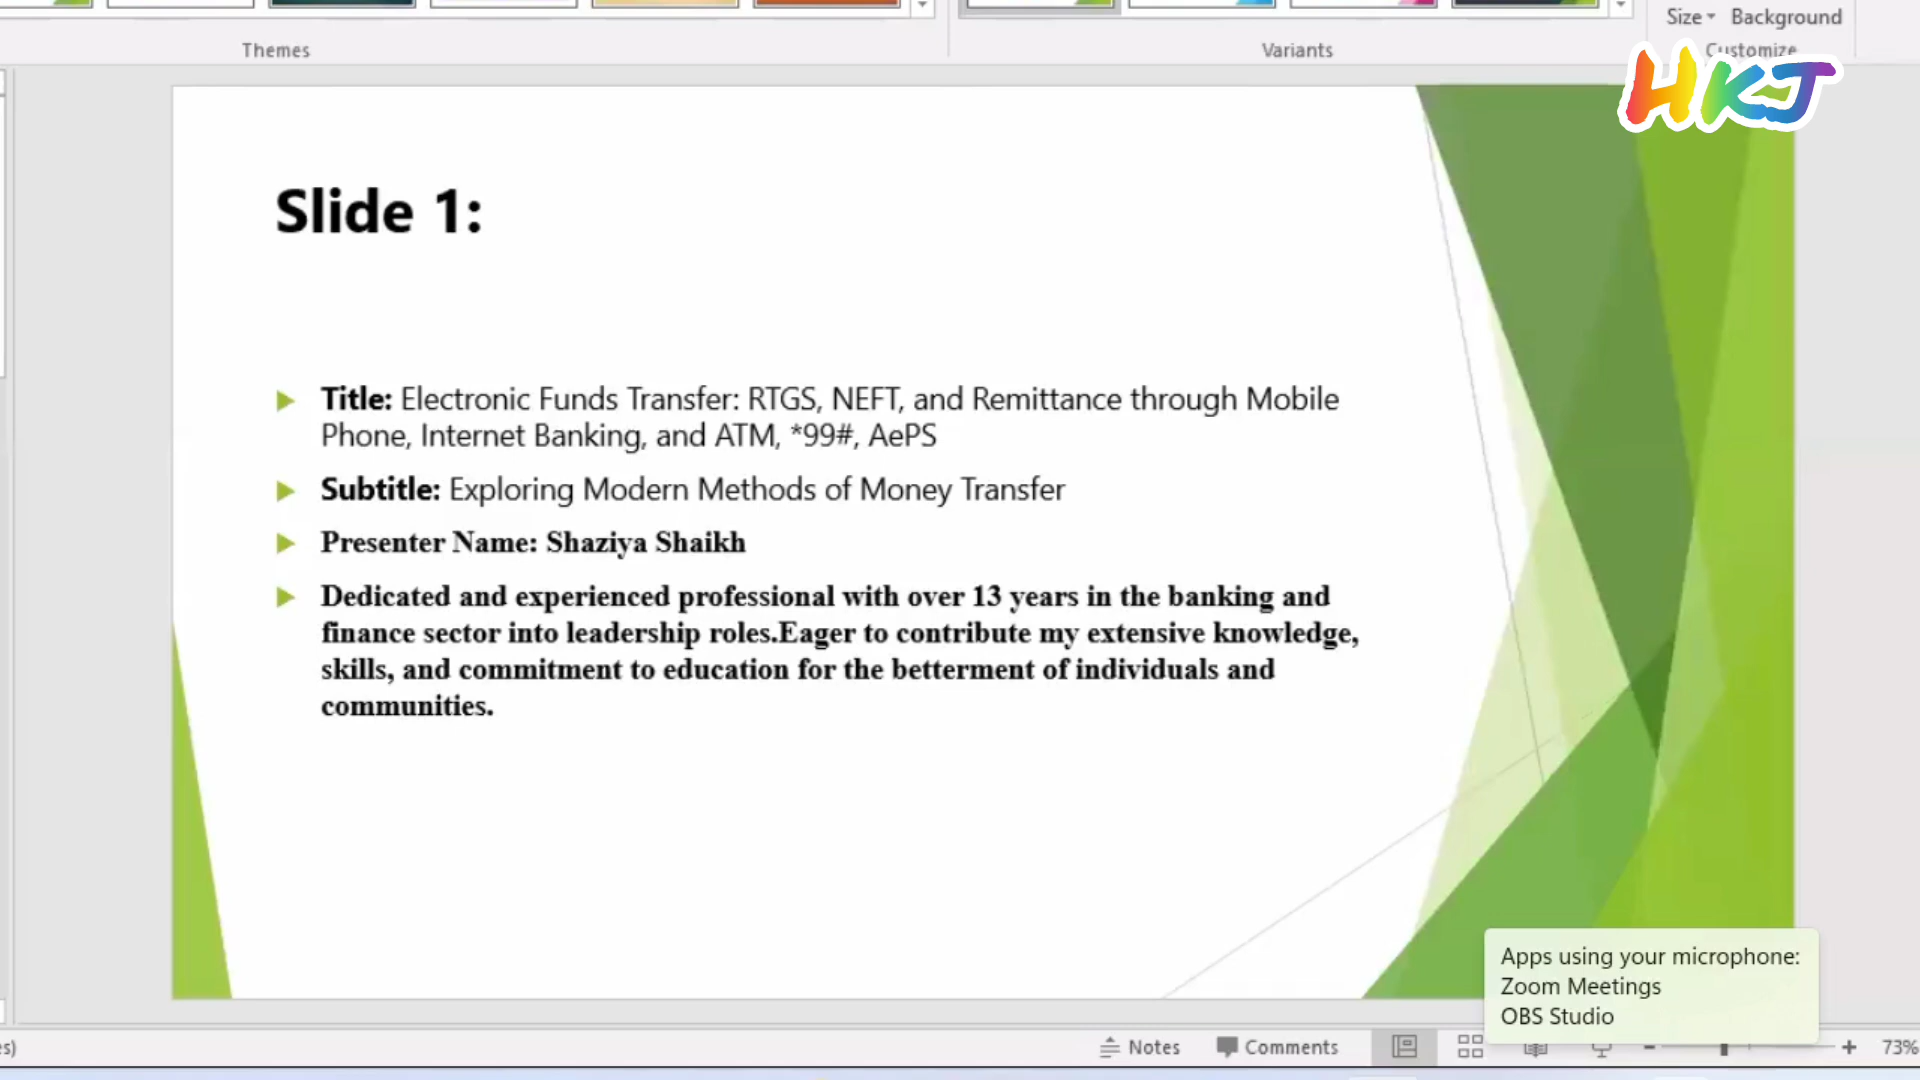 Size Background
Themes
Variants
Customize
HKJ
Slide 1:
Title: Electronic Funds Transfer: RTGS, NEFT, and Remittance through Mobile
Phone, Internet Banking, and ATM, *99#, AePS
Subtitle: Exploring Modern Methods of Money Transfer
Presenter Name: Shaziya Shaikh
Dedicated and experienced professional with over 13 years in the banking and
finance sector into leadership roles.Eager to contribute my extensive knowledge,
skills, and commitment to education for the betterment of individuals and
communities.
Apps using your microphone:
Zoom Meetings
OBS Studio
es)
Notes
Comments
73%